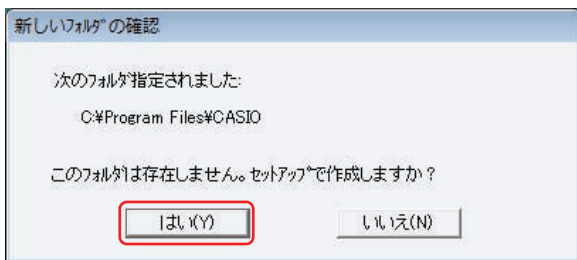 新しいﾌｫﾙﾀﾞの確認
次のﾌｫﾙﾀﾞ指定されました:
C:¥Program Files¥CASIO
このﾌｫﾙﾀﾞは存在しません。ｾｯﾄｱｯﾌﾟで作成しますか？
はい(Y)
いいえ(N)